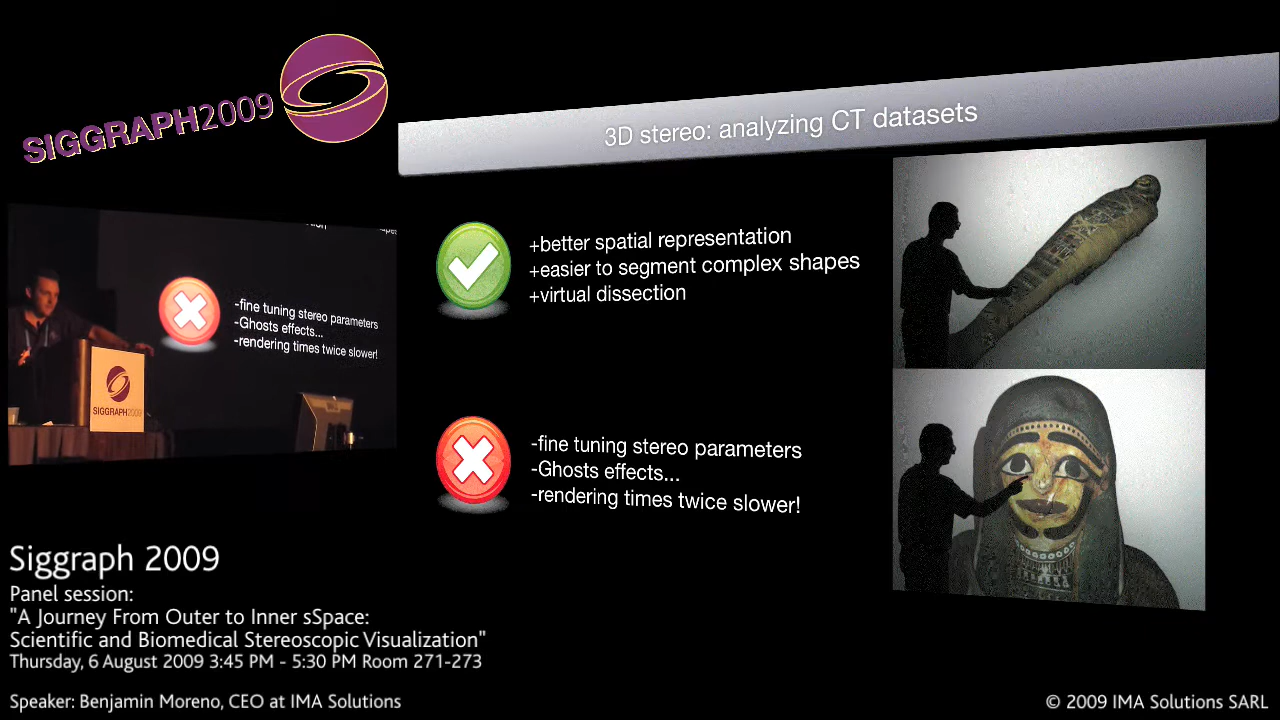 SIGGRAPH2009
3D stereo: analyzing CT datasets
+better spatial representation
+easier to segment complex shapes
+virtual dissection
-fine tuning stereo parameters
-Ghosts effects...
-rendering times twice slower!
SIGGRAPH2009
-fine tuning stereo parameters
-Ghosts effects...
-rendering times twice slower!
Siggraph 2009
Panel session:
"A Journey From Outer to Inner sSpace:
Scientific and Biomedical Stereoscopic Visualization"
Thursday, 6 August 2009 3:45 PM - 5:30 PM Room 271-273
Speaker: Benjamin Moreno, CEO at IMA Solutions
© 2009 IMA Solutions SARL